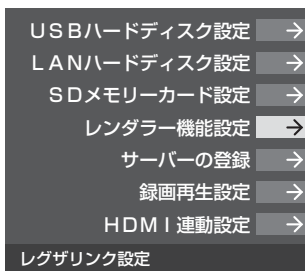 ＵＳＢハードディスク設定 →
ＬＡＮハードディスク設定 →
ＳＤメモリーカード設定 →
レンダラー機能設定 →
サーバーの登録 →
録画再生設定 →
ＨＤＭＩ連動設定 →
レグザリンク設定